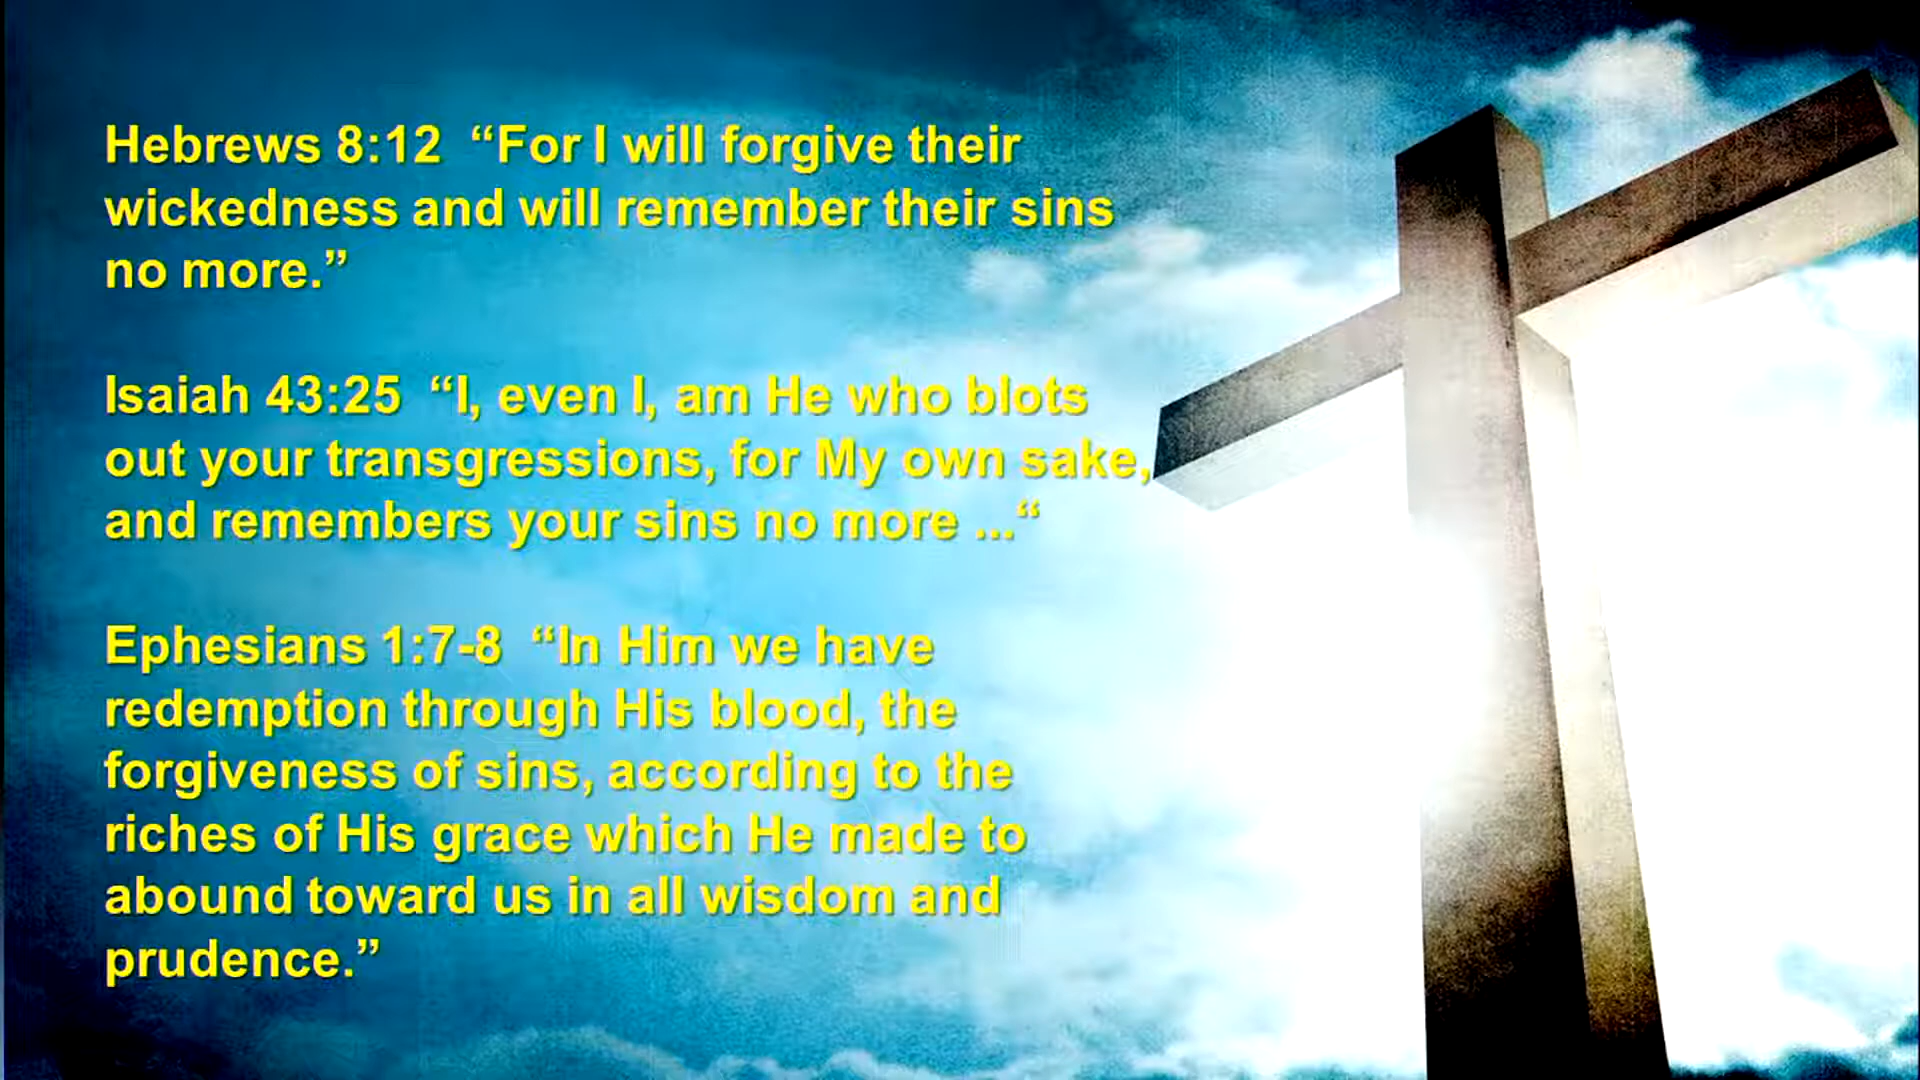 Hebrews 8:12  “For I will forgive their
wickedness and will remember their sins
no more.”
Isaiah 43:25  “I, even I, am He who blots
out your transgressions, for My own sake,
and remembers your sins no more ...“
Ephesians 1:7-8  “In Him we have
redemption through His blood, the
forgiveness of sins, according to the
riches of His grace which He made to
abound toward us in all wisdom and
prudence.”